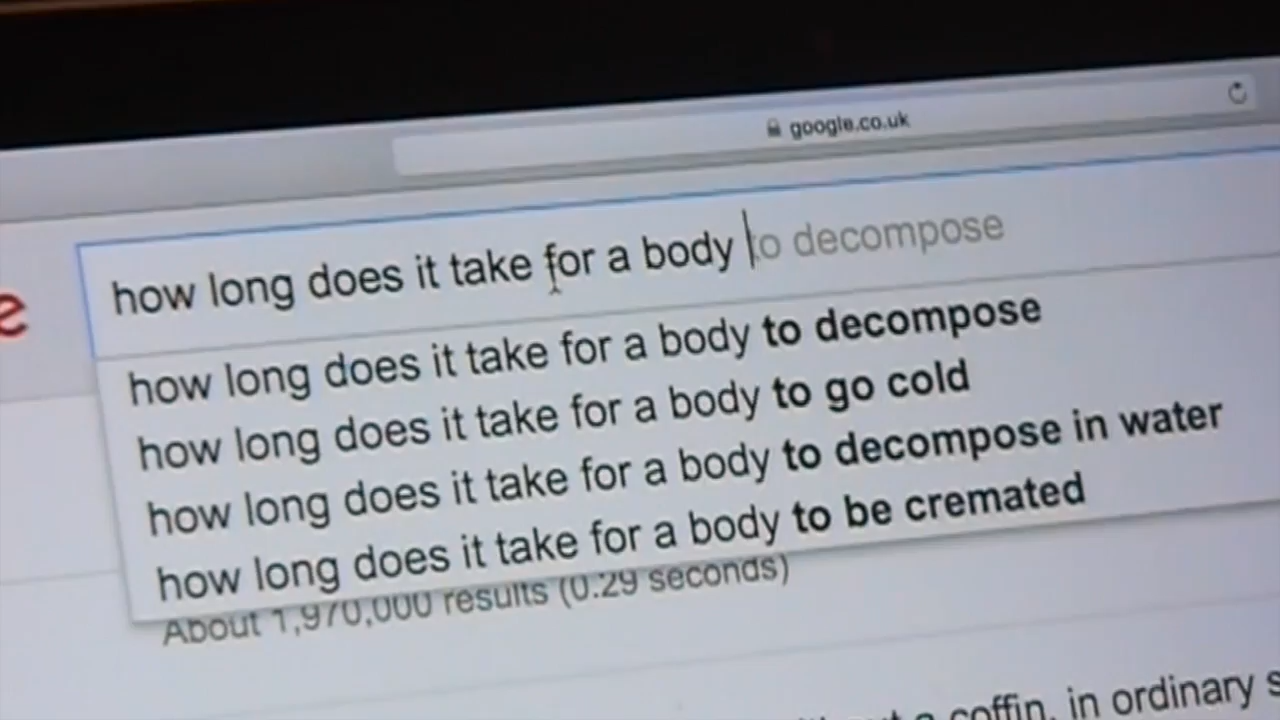 google.co.uk
e
how long does it take for a body to decompose
how long does it take for a body to decompose
how long does it take for a body to go cold
how long does it take for a body to decompose in water
how long does it take for a body to be cremated
About 1,970,000 results (0.29 seconds)
a coffin, in ordinary s